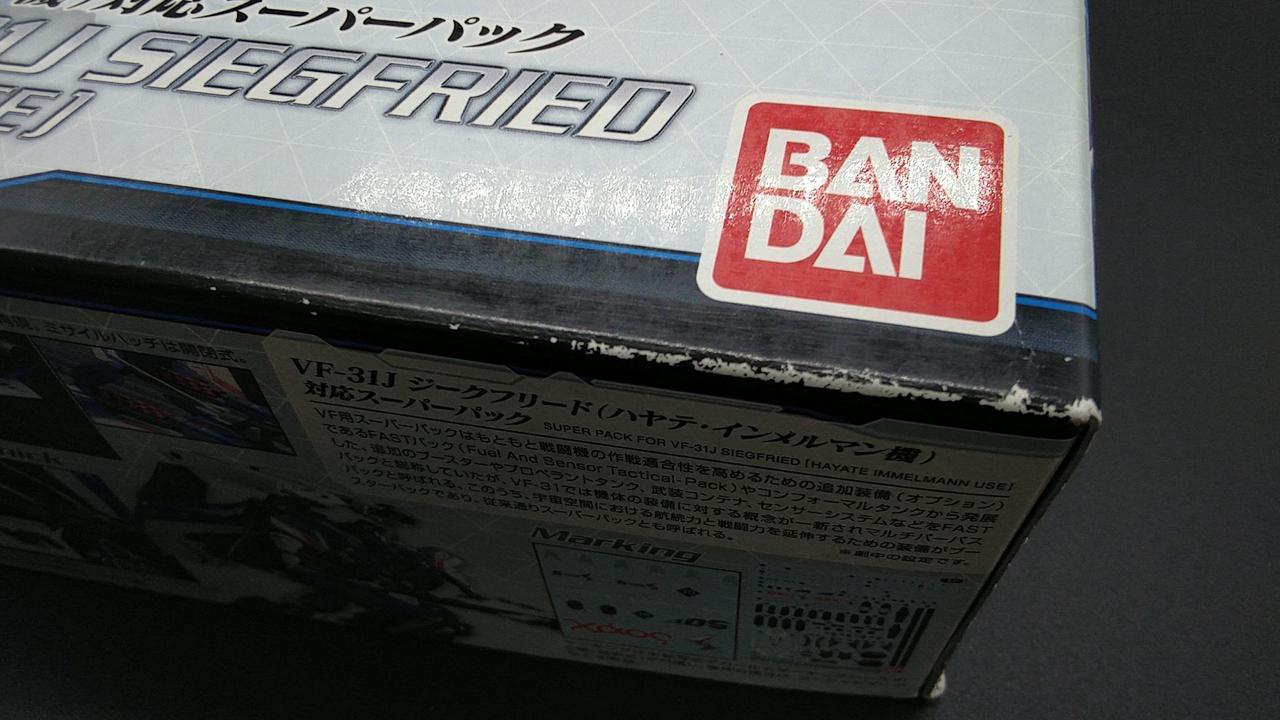 対応スーパーパック
1J SIEGFRIED
E]
BAN
DAI
ミサイルハッチは開閉式。
VF-31J ジークフリード(ハヤテ・インメルマン機)
対応スーパーパック SUPER PACK FOR VF-31J SIEGFRIED [HAYATE IMMELMANN USE]
VF用スーパーパックはもともと戦闘機の作戦適合性を高めるための追加装備(オプション)
であるFASTパック(Fuel And Sensor Tactical-Pack)やコンフォーマルタンクから発展
した、追加のブースターやプロペラントタンク、武装コンテナ、センサーシステムなどをFAST
パックと総称していたが、VF-31では機体の装備に対する概念が一新されマルチパーパス
パックと呼ばれる。このうち、宇宙空間における航続力と戦闘力を延伸するための装備がブー
スターパックであり、従来通りスーパーパックとも呼ばれる。
※劇中の設定です。
Marking